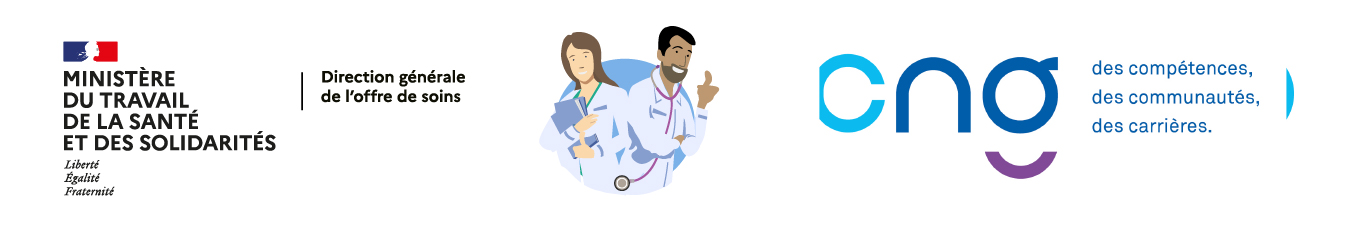 MINISTÈRE
DU TRAVAIL
DE LA SANTÉ
ET DES SOLIDARITÉS
Liberté
Égalité
Fraternité
Direction générale
de l'offre de soins
cng
des compétences,
des communautés,
des carrières.